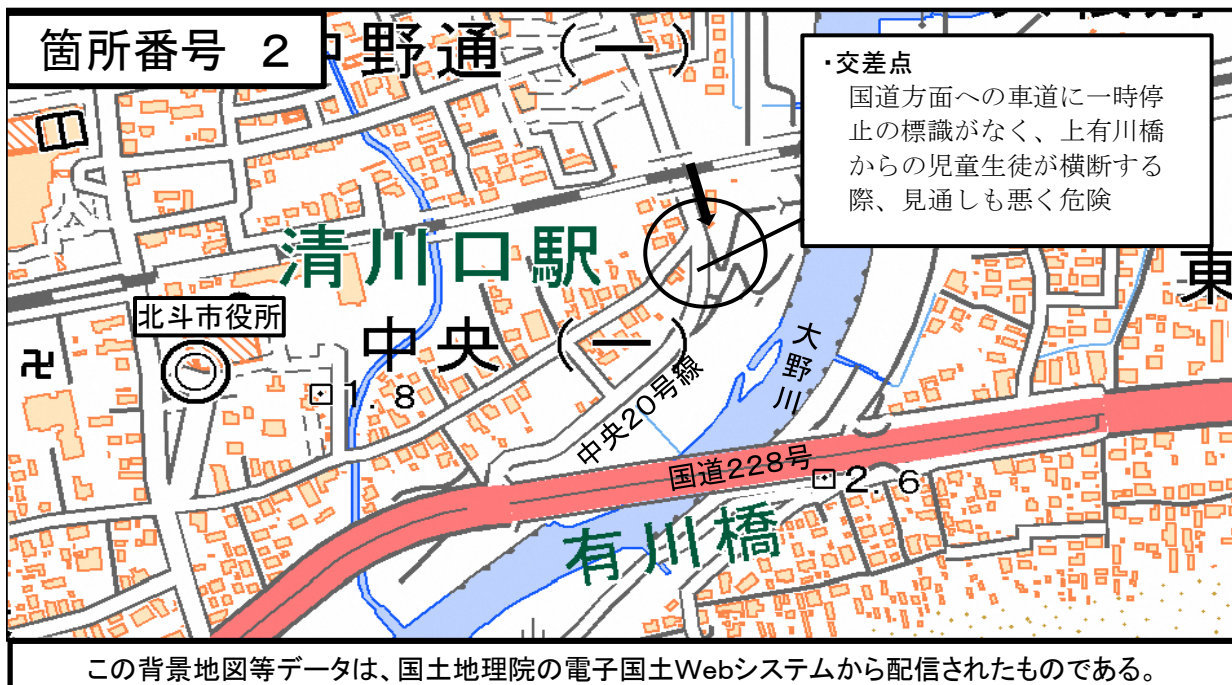 箇所番号 2
中野通(一)
・交差点
国道方面への車道に一時停
止の標識がなく、上有川橋
からの児童生徒が横断する
際、見通しも悪く危険
清川口駅
東
北斗市役所
中央(一)
大野川
1.8
中央20号線
国道228号
2.6
有川橋
この背景地図等データは、国土地理院の電子国土Webシステムから配信されたものである。